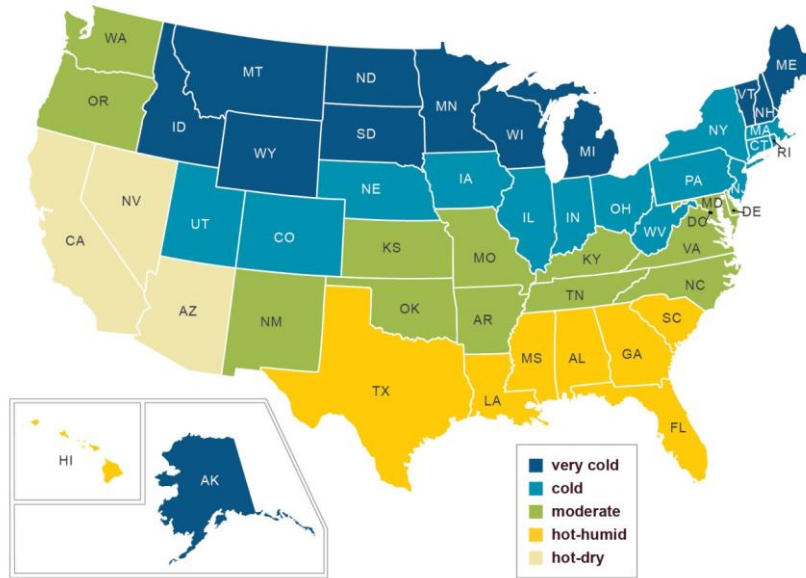 WA
MT
ND
MN
ME
VT
NH
OR
ID
WY
SD
WI
MI
NY
MA
CT
RI
NV
CA
UT
CO
NE
IA
IL
IN
OH
PA
NJ
WV
MD
DE
DC
VA
KS
MO
KY
TN
NC
AZ
NM
OK
AR
SC
TX
LA
MS
AL
GA
FL
HI
AK
very cold
cold
moderate
hot-humid
hot-dry